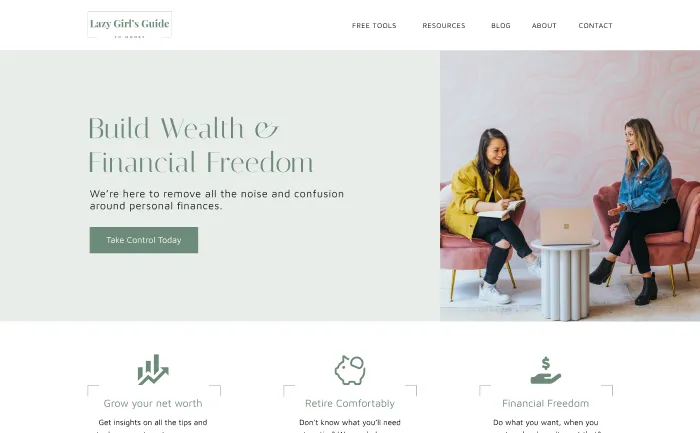 Lazy Girl's Guide
TO MONEY
FREE TOOLS
RESOURCES
BLOG
ABOUT
CONTACT
Build Wealth &
Financial Freedom
We're here to remove all the noise and confusion
around personal finances.
Take Control Today
Grow your net worth
Retire Comfortably
Financial Freedom
Get insights on all the tips and
Don't know what you'll need
Do what you want, when you